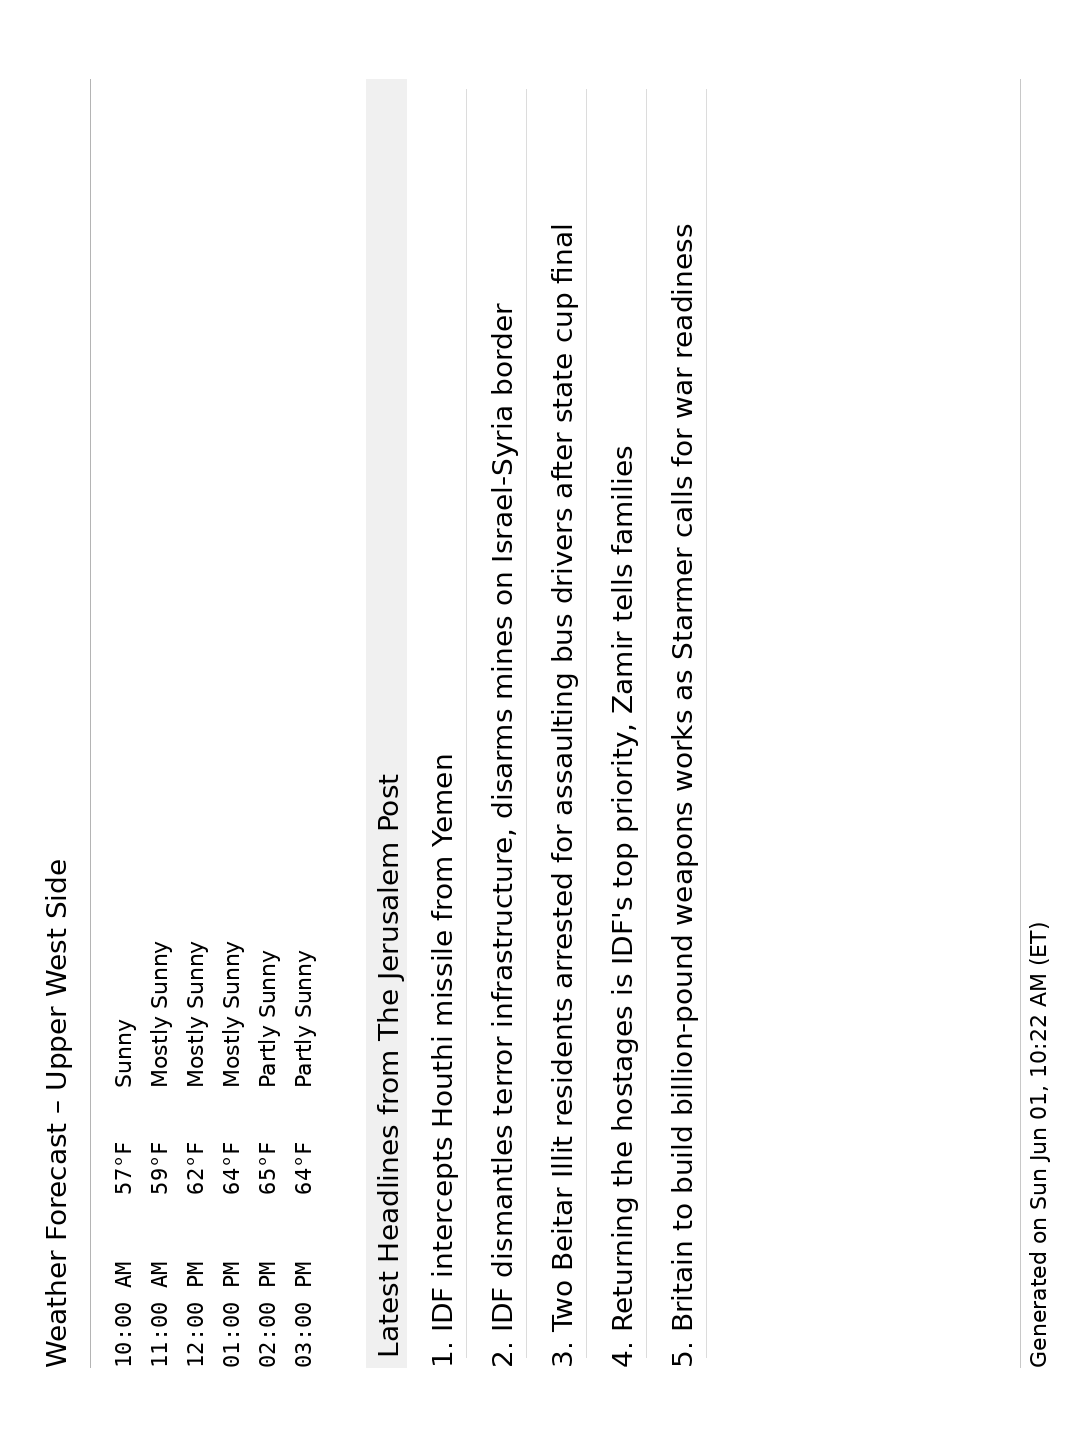 Weather Forecast – Upper West Side
10:00 AM 57°F Sunny
11:00 AM 59°F Mostly Sunny
12:00 PM 62°F Mostly Sunny
01:00 PM 64°F Mostly Sunny
02:00 PM 65°F Partly Sunny
03:00 PM 64°F Partly Sunny
Latest Headlines from The Jerusalem Post
1. IDF intercepts Houthi missile from Yemen
2. IDF dismantles terror infrastructure, disarms mines on Israel-Syria border
3. Two Beitar Illit residents arrested for assaulting bus drivers after state cup final
4. Returning the hostages is IDF's top priority, Zamir tells families
5. Britain to build billion-pound weapons works as Starmer calls for war readiness
Generated on Sun Jun 01, 10:22 AM (ET)